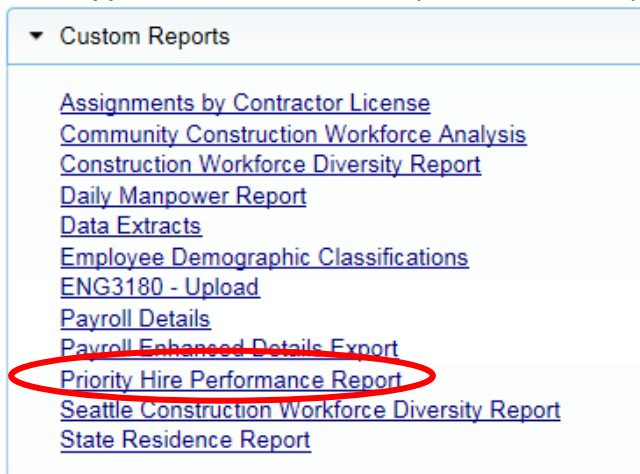 Custom Reports
Assignments by Contractor License
Community Construction Workforce Analysis
Construction Workforce Diversity Report
Daily Manpower Report
Data Extracts
Employee Demographic Classifications
ENG3180 - Upload
Payroll Details
Payroll Enhanced Details Export
Priority Hire Performance Report
Seattle Construction Workforce Diversity Report
State Residence Report